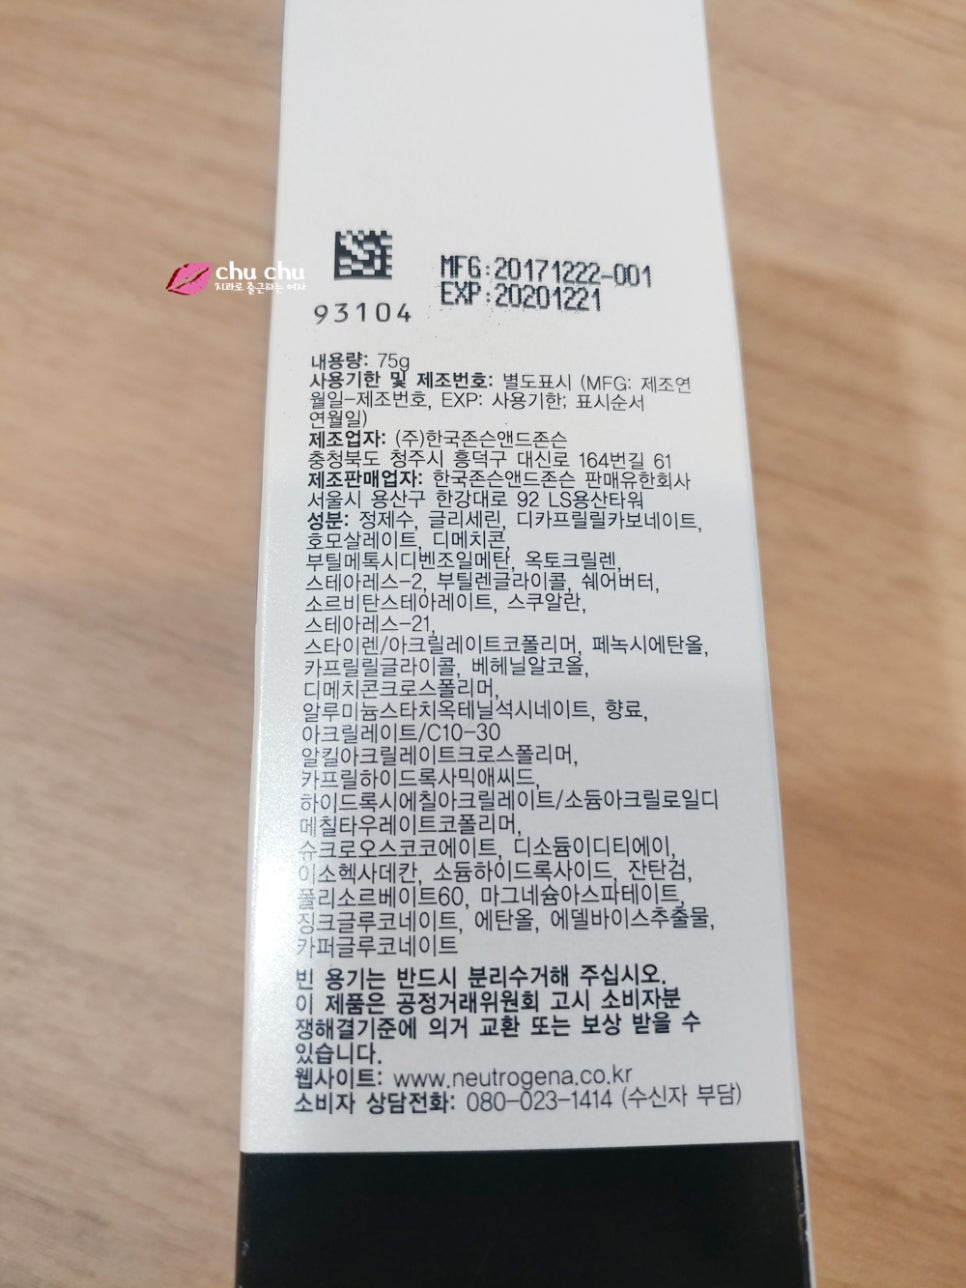 chu chu
치과로 출근하는 여자
MFG:20171222-001
EXP:20201221
93104
내용량: 75g
사용기한 및 제조번호: 별도표시 (MFG: 제조연
월일-제조번호, EXP: 사용기한; 표시순서
연월일)
제조업자: (주)한국존슨앤드존슨
충청북도 청주시 흥덕구 대신로 164번길 61
제조판매업자: 한국존슨앤드존슨 판매유한회사
서울시 용산구 한강대로 92 LS용산타워
성분: 정제수, 글리세린, 디카프릴릴카보네이트,
호모살레이트, 디메치콘,
부틸메톡시디벤조일메탄, 옥토크릴렌,
스테아레스-2, 부틸렌글라이콜, 쉐어버터,
소르비탄스테아레이트, 스쿠알란,
스테아레스-21,
스타이렌/아크릴레이트코폴리머, 페녹시에탄올,
카프릴릴글라이콜, 베헤닐알코올,
디메치콘크로스폴리머,
알루미늄스타치옥테닐석시네이트, 향료,
아크릴레이트/C10-30
알킬아크릴레이트크로스폴리머,
카프릴하이드록사믹애씨드,
하이드록시에칠아크릴레이트/소듐아크릴로일디
메칠타우레이트코폴리머,
슈크로오스코코에이트, 디소듐이디티에이,
이소헥사데칸, 소듐하이드록사이드, 잔탄검,
폴리소르베이트60, 마그네슘아스파테이트,
징크글루코네이트, 에탄올, 에델바이스추출물,
카퍼글루코네이트
빈 용기는 반드시 분리수거해 주십시오.
이 제품은 공정거래위원회 고시 소비자분
쟁해결기준에 의거 교환 또는 보상 받을 수
있습니다.
웹사이트: www.neutrogena.co.kr
소비자 상담전화: 080-023-1414 (수신자 부담)